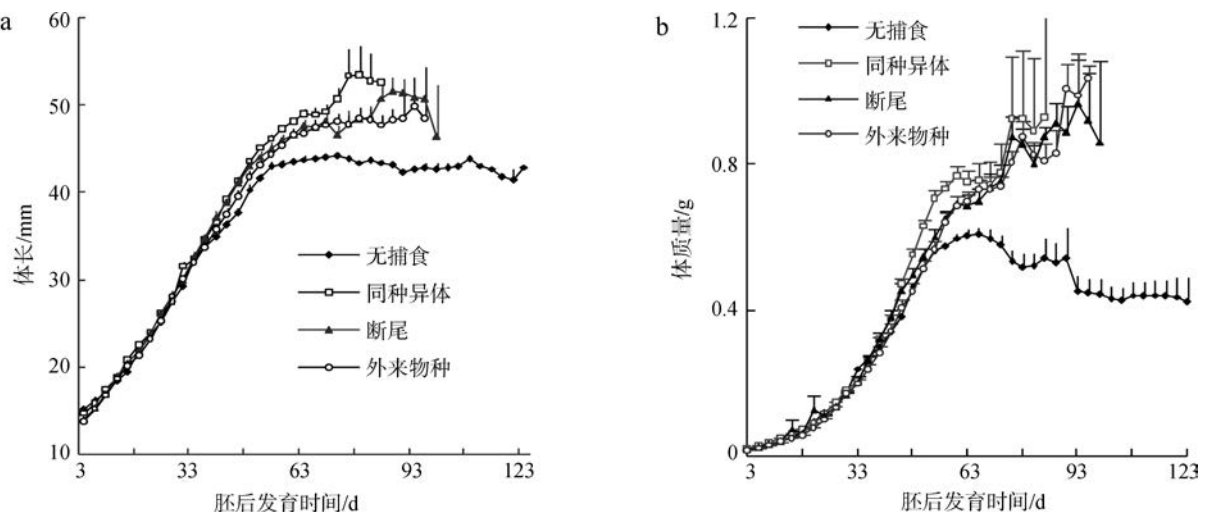 a
60
50
40
30
20
10
体长/mm
3 33 63 93 123
胚后发育时间/d
无捕食
同种异体
断尾
外来物种
b
1.2
0.8
0.4
0
体质量/g
3 33 63 93 123
胚后发育时间/d
无捕食
同种异体
断尾
外来物种